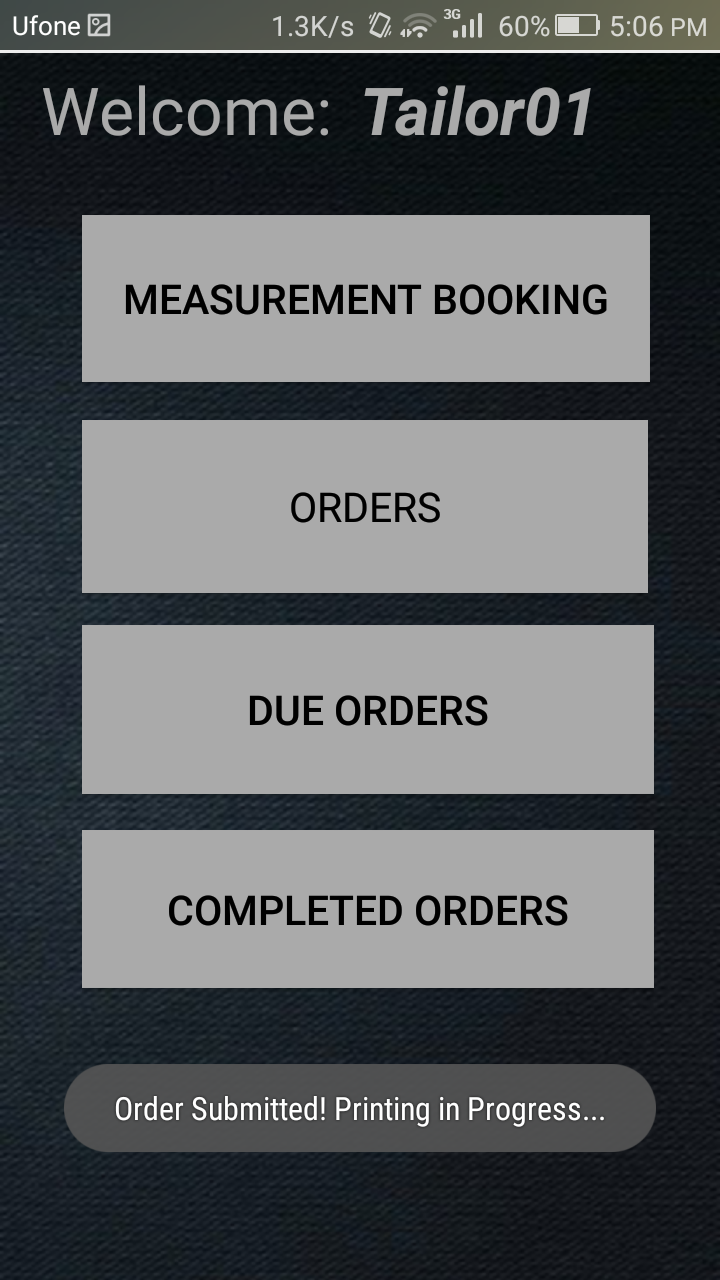 Ufone 1.3K/s 3G 60% 5:06 PM
Welcome: Tailor01
MEASUREMENT BOOKING
ORDERS
DUE ORDERS
COMPLETED ORDERS
Order Submitted! Printing in Progress...